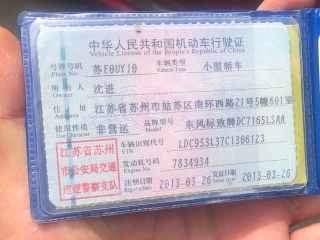 中华人民共和国机动车行驶证
Vehicle License of the People's Republic of China
号牌号码 苏E0UY10 车辆类型 小型轿车
Plate No. Vehicle Type
所有人 沈进
Owner
住址 江苏省苏州市姑苏区南环西路21号5幢601室
Address
使用性质 非营运 品牌型号 东风标致牌DC7165LSAA
Use Character Model
江苏省苏州
市公安局交通
巡逻警察支队
车辆识别代号 LDC953L37C1306123
VIN
发动机号码 7834934
Engine No.
注册日期 2013-03-26 发证日期 2013-03-26
Register Date Issue Date